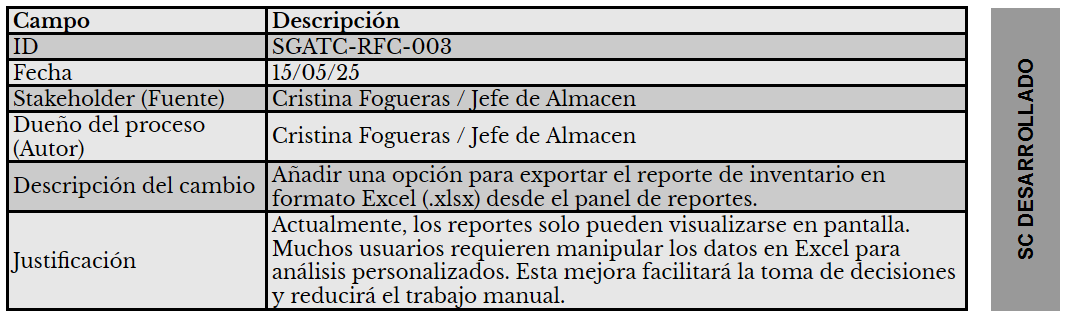 Campo Descripción
ID SGATC-RFC-003
Fecha 15/05/25
Stakeholder (Fuente) Cristina Fogueras / Jefe de Almacen
Dueño del proceso
(Autor) Cristina Fogueras / Jefe de Almacen
Descripción del cambio Añadir una opción para exportar el reporte de inventario en
formato Excel (.xlsx) desde el panel de reportes.
Justificación Actualmente, los reportes solo pueden visualizarse en pantalla.
Muchos usuarios requieren manipular los datos en Excel para
análisis personalizados. Esta mejora facilitará la toma de decisiones
y reducirá el trabajo manual.
SC DESARROLLADO